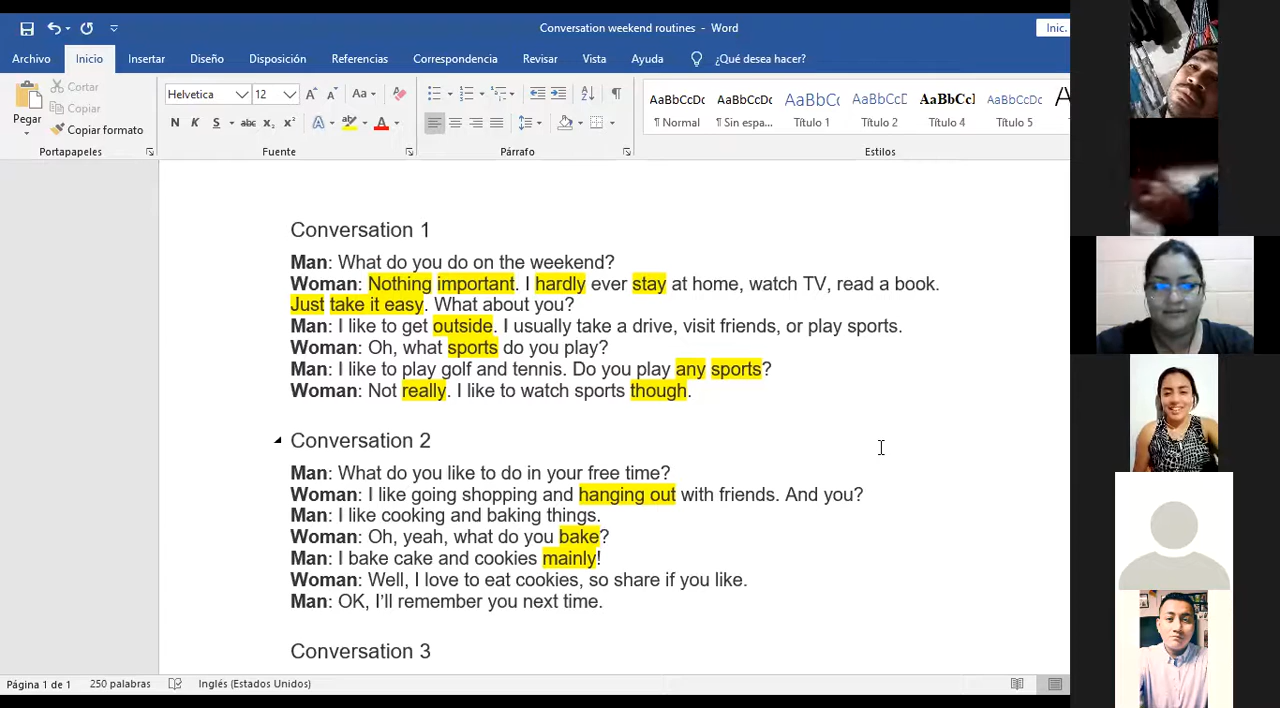 Conversation weekend routines - Word
Inic.
Archivo Inicio Insertar Diseño Disposición Referencias Correspondencia Revisar Vista Ayuda ¿Qué desea hacer?
Pegar
Cortar
Copiar
Copiar formato
Portapapeles
Helvetica 12
Aa
N K S abc x₂ x²
Fuente
Párrafo
AaBbCcDc AaBbCcDc AaBbC AaBbCcD AaBbCcI AaBbCcDc
¶ Normal ¶ Sin espa... Título 1 Título 2 Título 4 Título 5
Estilos
Conversation 1
Man: What do you do on the weekend?
Woman: Nothing important. I hardly ever stay at home, watch TV, read a book.
Just take it easy. What about you?
Man: I like to get outside. I usually take a drive, visit friends, or play sports.
Woman: Oh, what sports do you play?
Man: I like to play golf and tennis. Do you play any sports?
Woman: Not really. I like to watch sports though.
Conversation 2
Man: What do you like to do in your free time?
Woman: I like going shopping and hanging out with friends. And you?
Man: I like cooking and baking things.
Woman: Oh, yeah, what do you bake?
Man: I bake cake and cookies mainly!
Woman: Well, I love to eat cookies, so share if you like.
Man: OK, I'll remember you next time.
Conversation 3
Página 1 de 1 250 palabras Inglés (Estados Unidos)